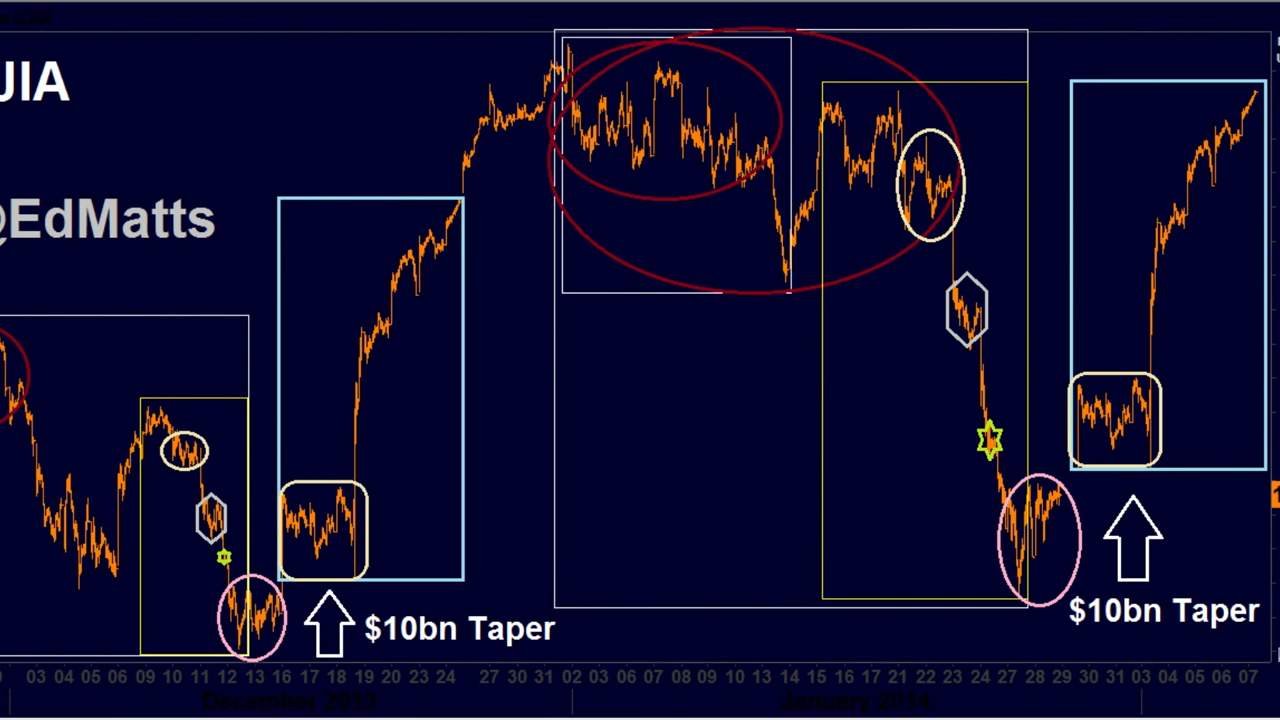 JIA
@EdMatts
$10bn Taper
$10bn Taper
03 04 05 06 09 10 11 12 13 16 17 18 19 20 23 24 27 30 31 02 03 06 07 08 09 10 13 14 15 16 17 21 22 23 24 27 28 29 30 31 03 04 05 06 07
December 2013 January 2014